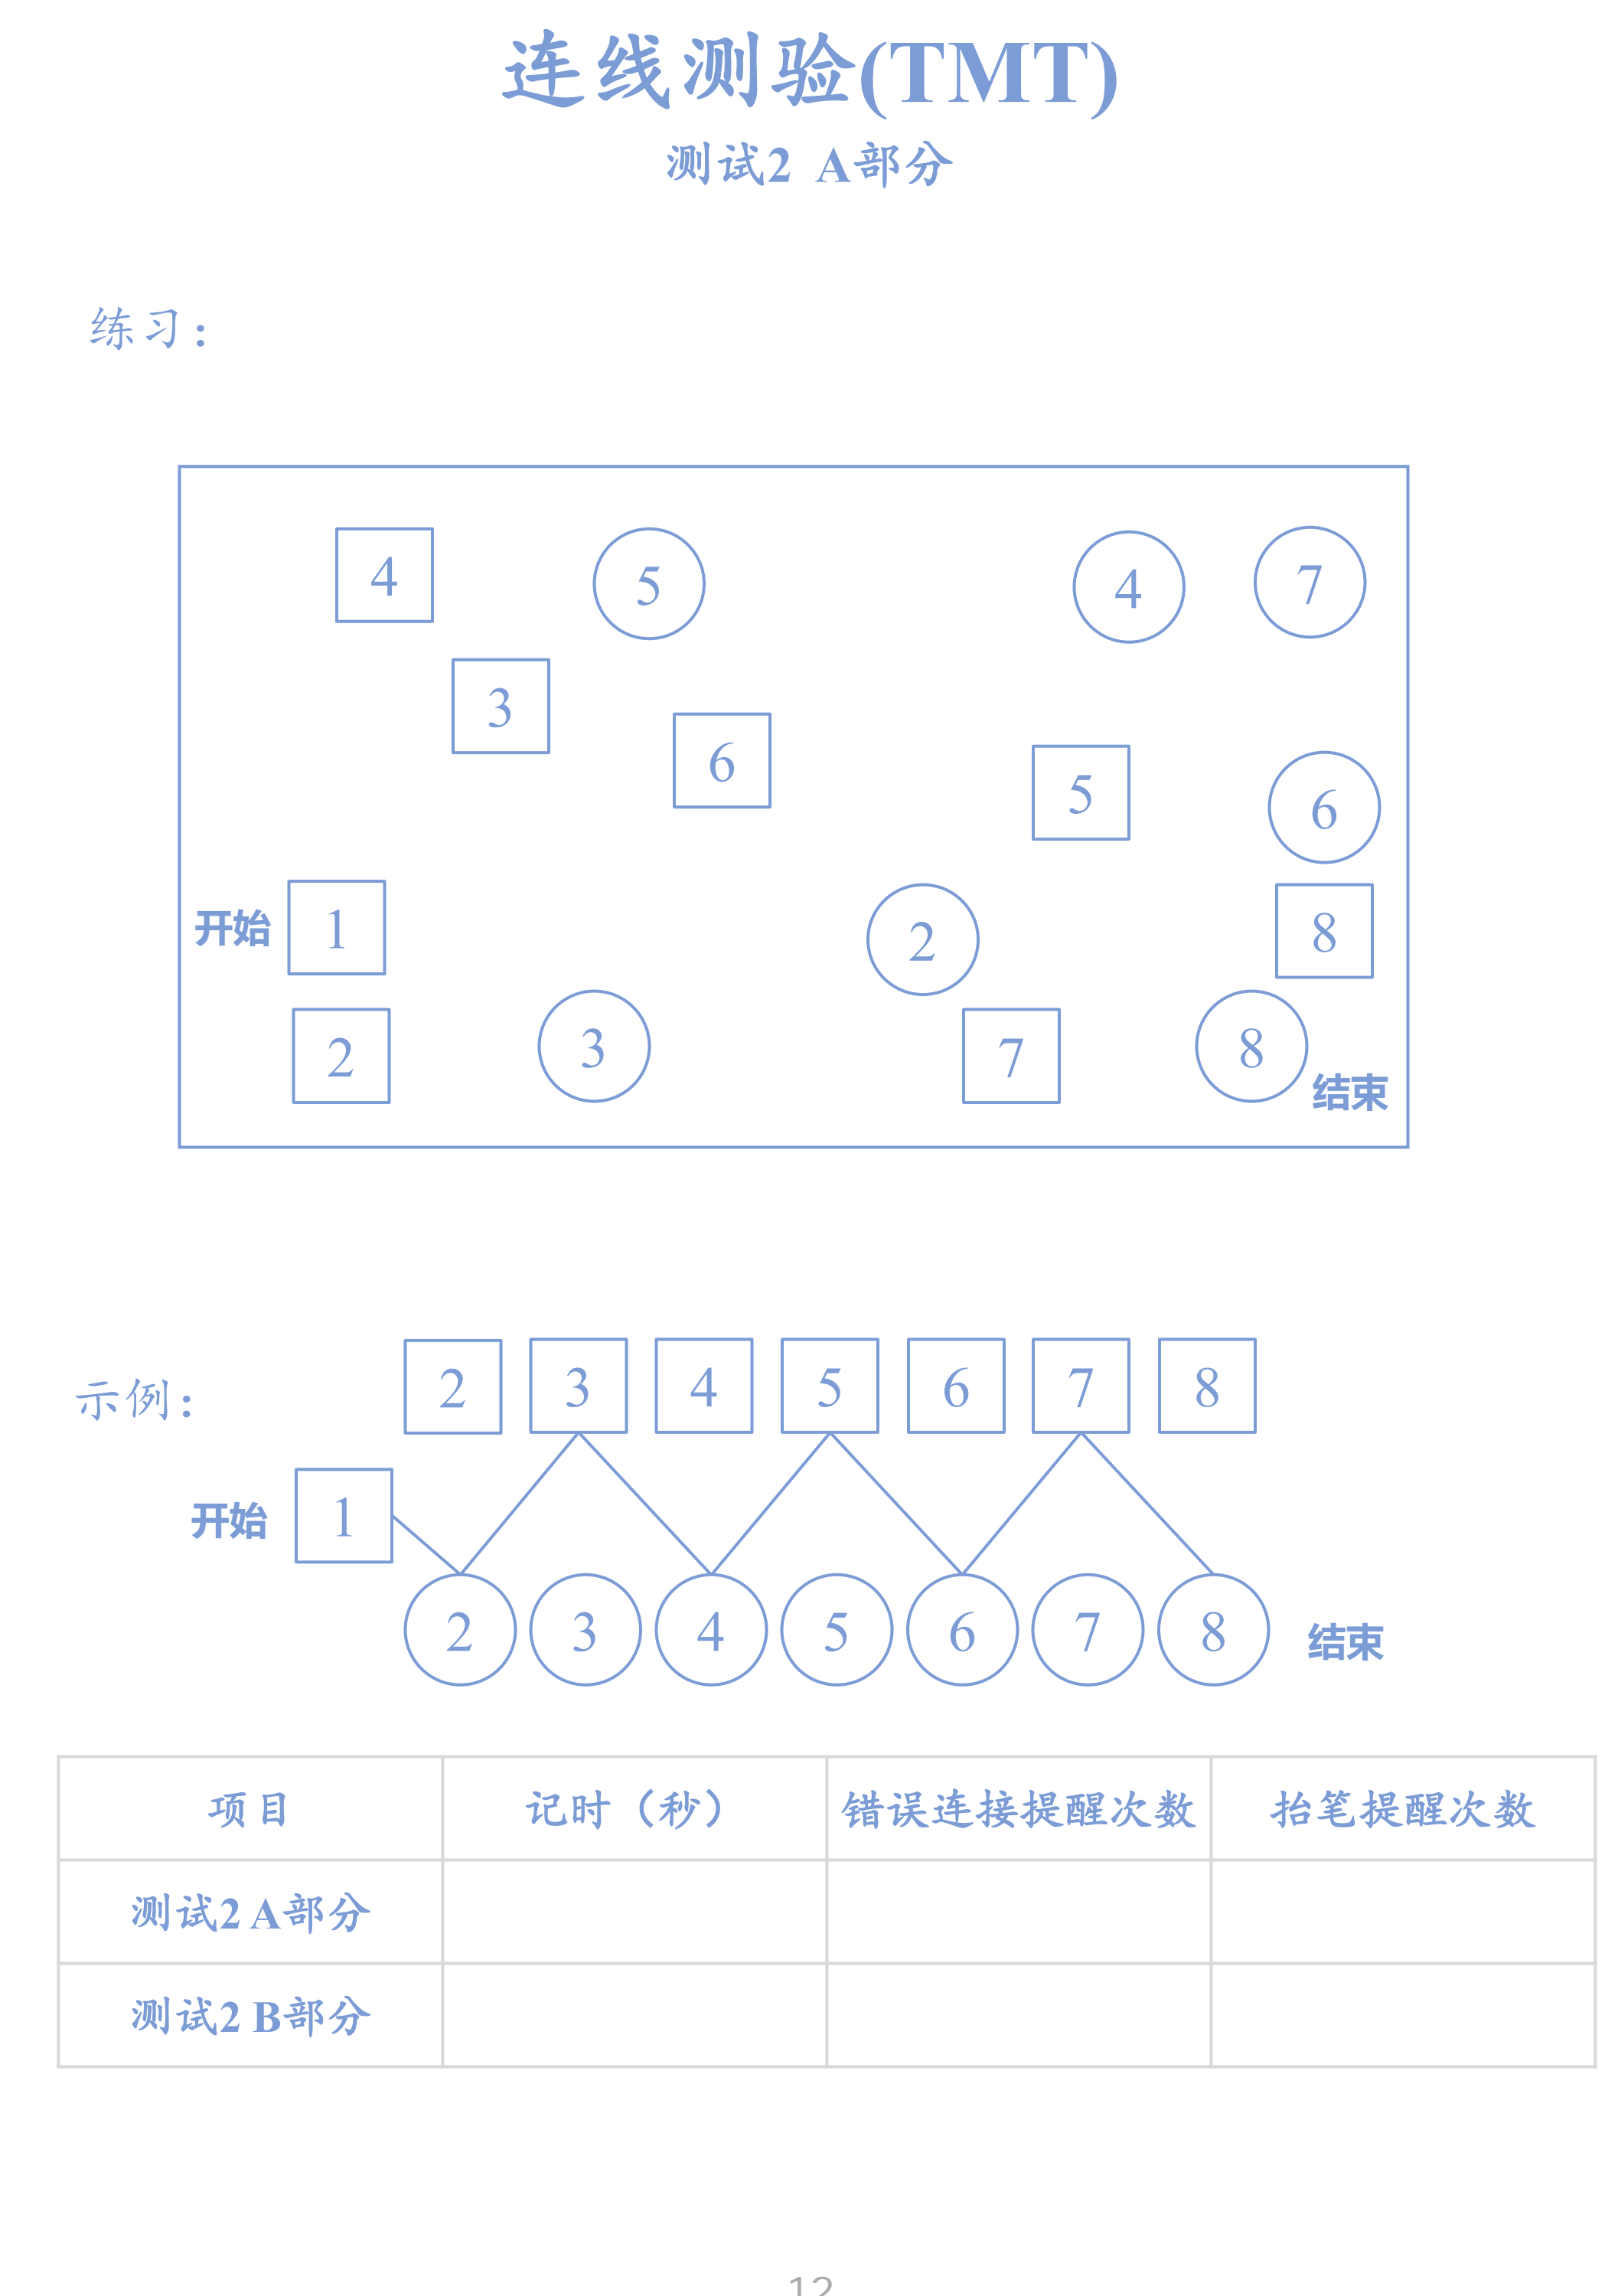 连线测验(TMT)
测试2 A部分
练习：
4 5 4 7
3
6
5
6
开始 1 2 8
2 3 7 8
结束
2 3 4 5 6 7 8
示例：
开始 1
2 3 4 5 6 7 8 结束
项目 记时（秒） 错误连接提醒次数 抬笔提醒次数
测试2 A部分
测试2 B部分
12